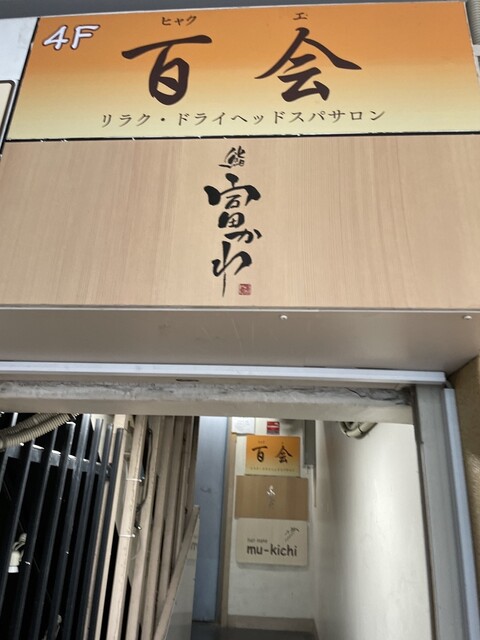 4F
ヒャク エ
百会
リラク・ドライヘッドスパサロン
鮨
富かわ
百会
mu-kichi